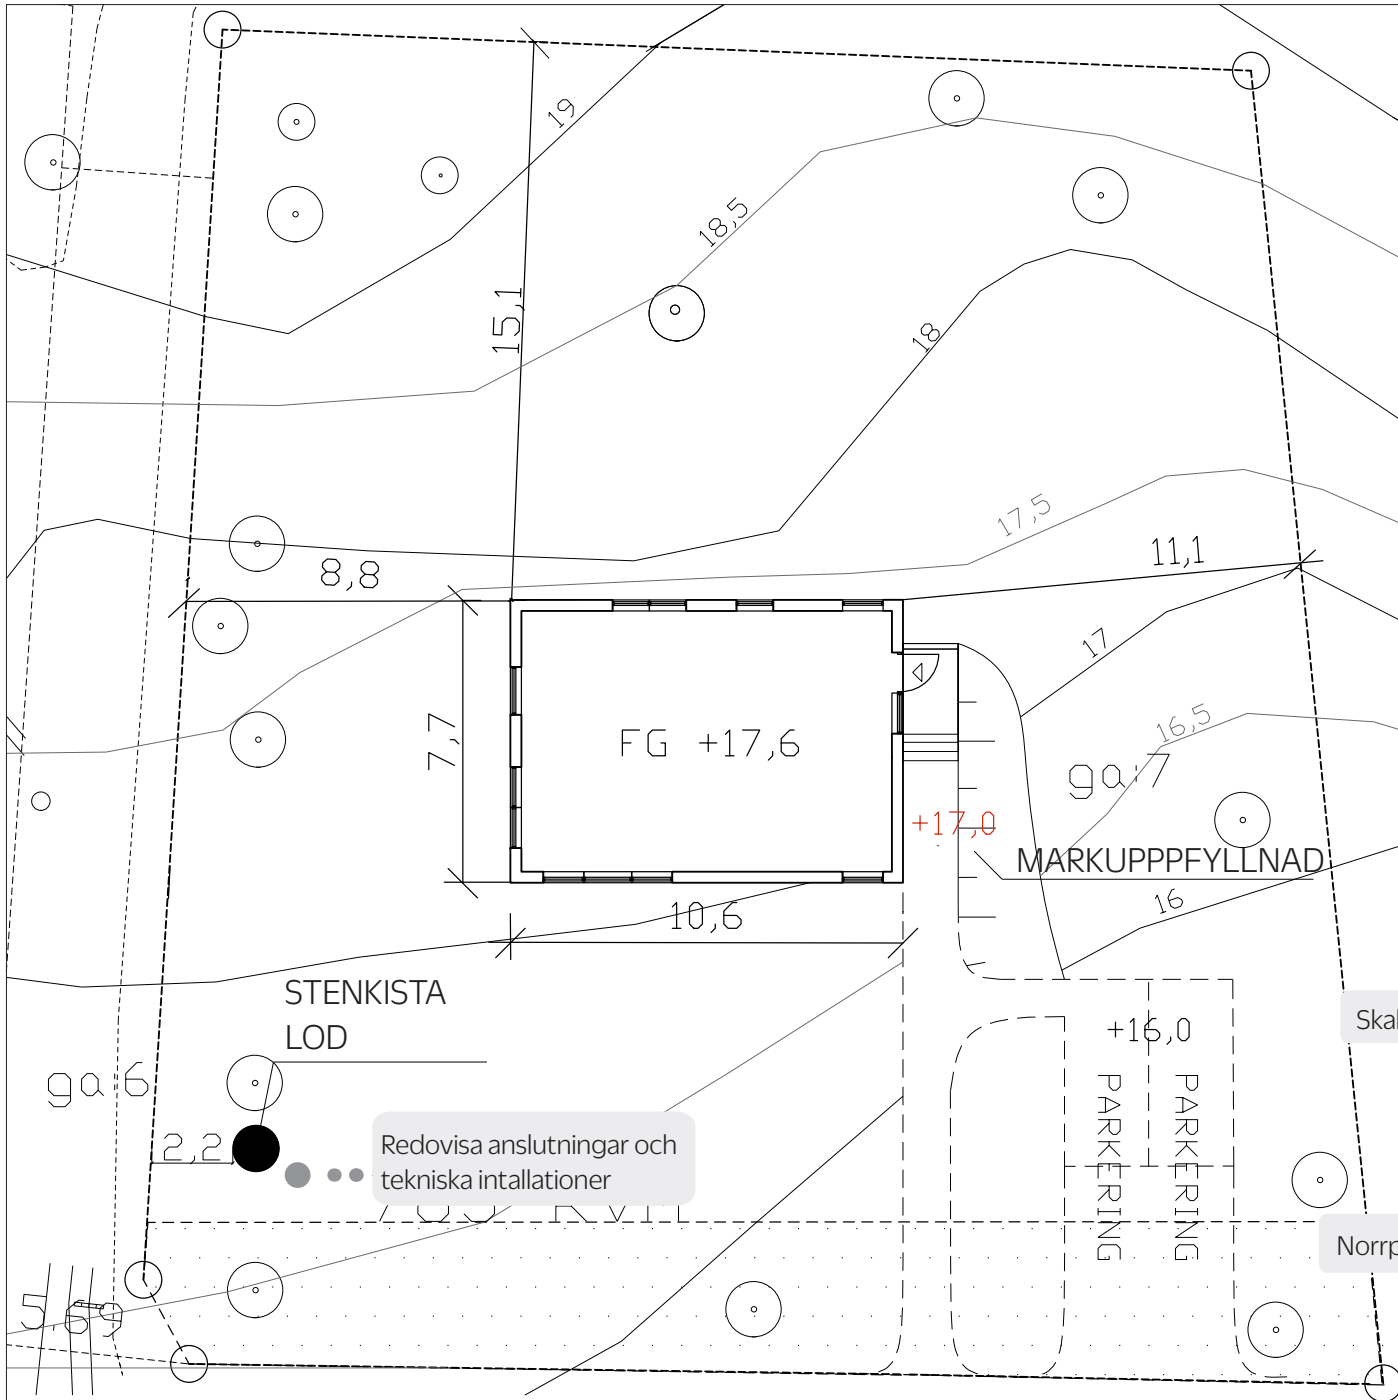 19
18,5
15,1
18
17,5
11,1
8,8
17
7,7
FG +17,6
16,5
ga:7
+17,0
MARKUPPPFYLLNAD
16
10,6
STENKISTA
LOD
+16,0
ga:6
PARKERING
PARKERING
2,2
Redovisa anslutningar och
tekniska intallationer